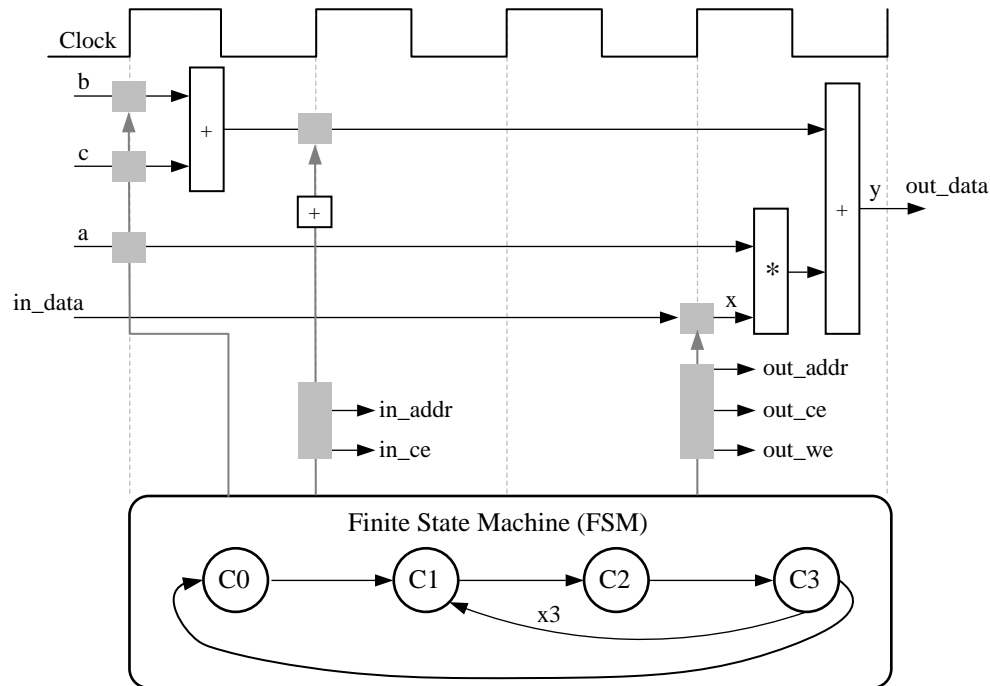 Clock
b
+
c
+
a
in_data
*
x
+
y
out_data
in_addr
in_ce
out_addr
out_ce
out_we
Finite State Machine (FSM)
C0
C1
C2
C3
x3